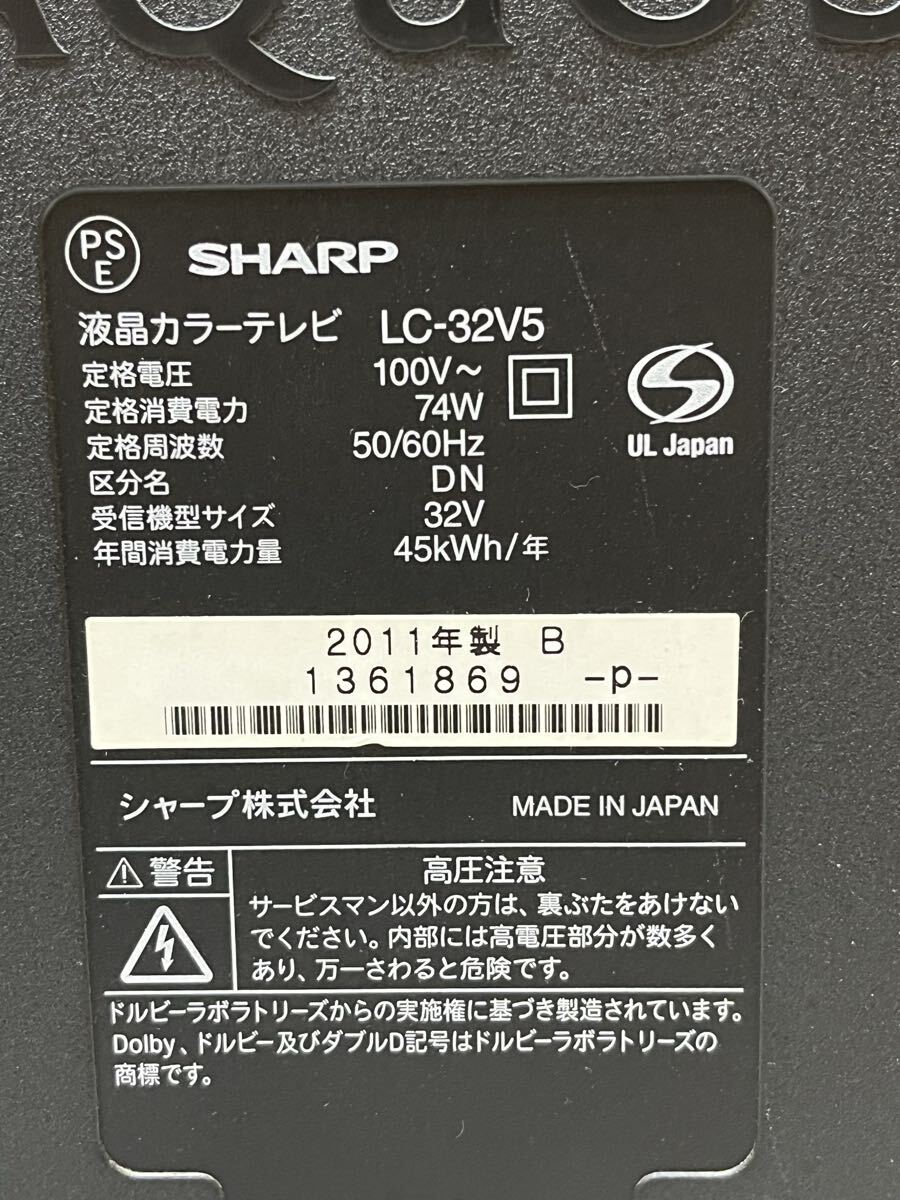 AQUOS
PS
E
SHARP
液晶カラーテレビ LC-32V5
定格電圧 100V～
定格消費電力 74W
定格周波数 50/60Hz
区分名 DN
受信機型サイズ 32V
年間消費電力量 45kWh/年
UL Japan
2011年製 B
1361869 -p-
シャープ株式会社 MADE IN JAPAN
⚠警告
高圧注意
サービスマン以外の方は、裏ぶたをあけない
でください。内部には高電圧部分が数多く
あり、万一さわると危険です。
ドルビーラボラトリーズからの実施権に基づき製造されています。
Dolby、ドルビー及びダブルD記号はドルビーラボラトリーズの
商標です。